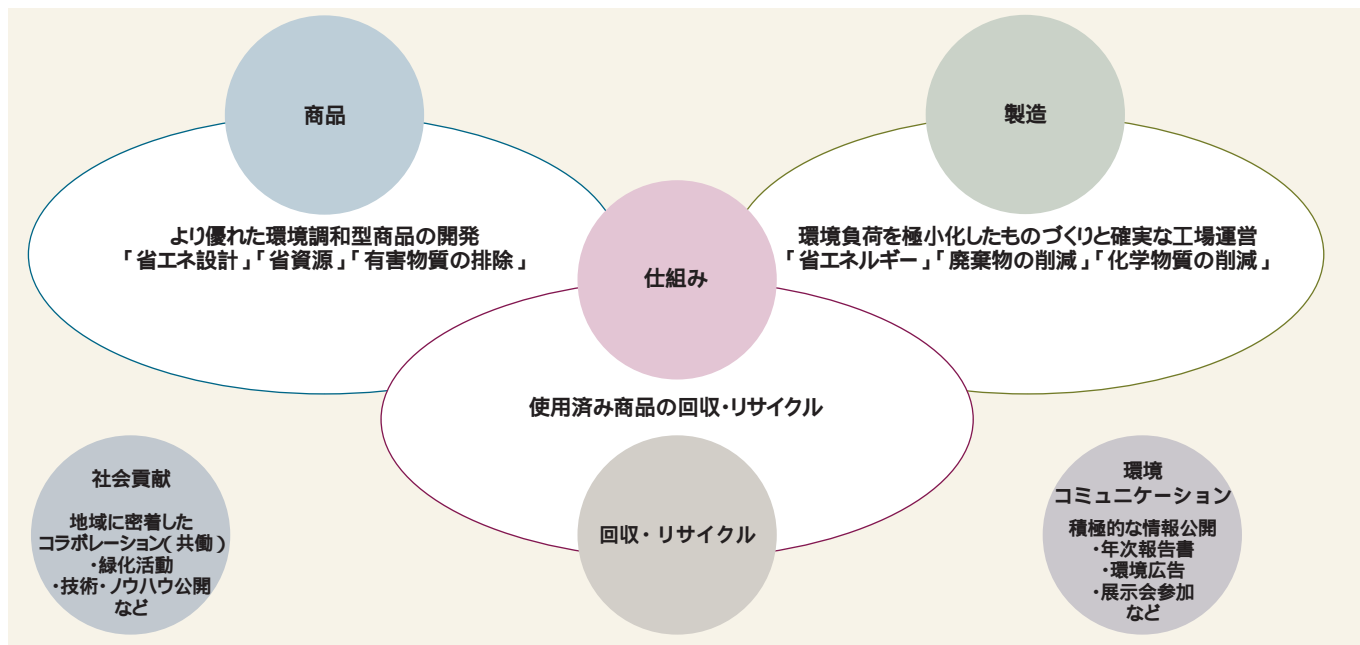 商品
より優れた環境調和型商品の開発
「省エネ設計」「省資源」「有害物質の排除」
製造
環境負荷を極小化したものづくりと確実な工場運営
「省エネルギー」「廃棄物の削減」「化学物質の削減」
仕組み
使用済み商品の回収・リサイクル
回収・リサイクル
社会貢献
地域に密着した
コラボレーション(共働)
・緑化活動
・技術・ノウハウ公開
など
環境
コミュニケーション
積極的な情報公開
・年次報告書
・環境広告
・展示会参加
など